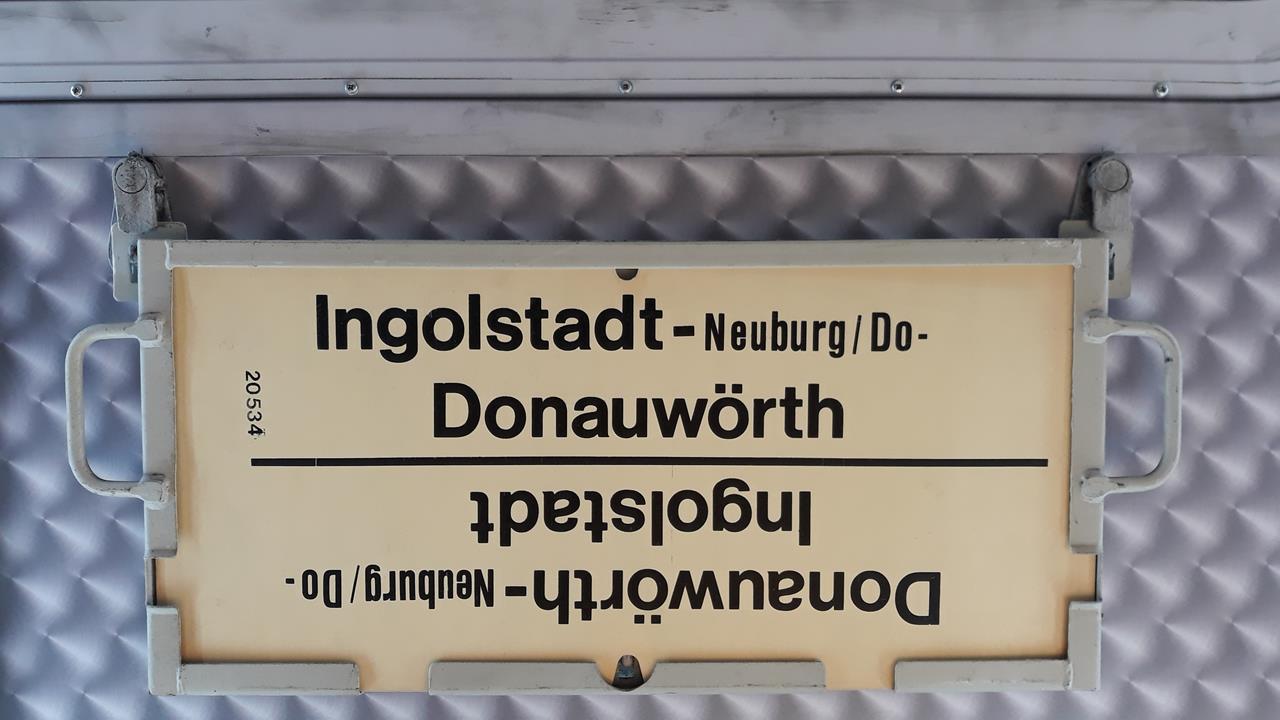 Ingolstadt-Neuburg/Do-
Donauwörth
20534
Donauwörth-Neuburg/Do-
Ingolstadt